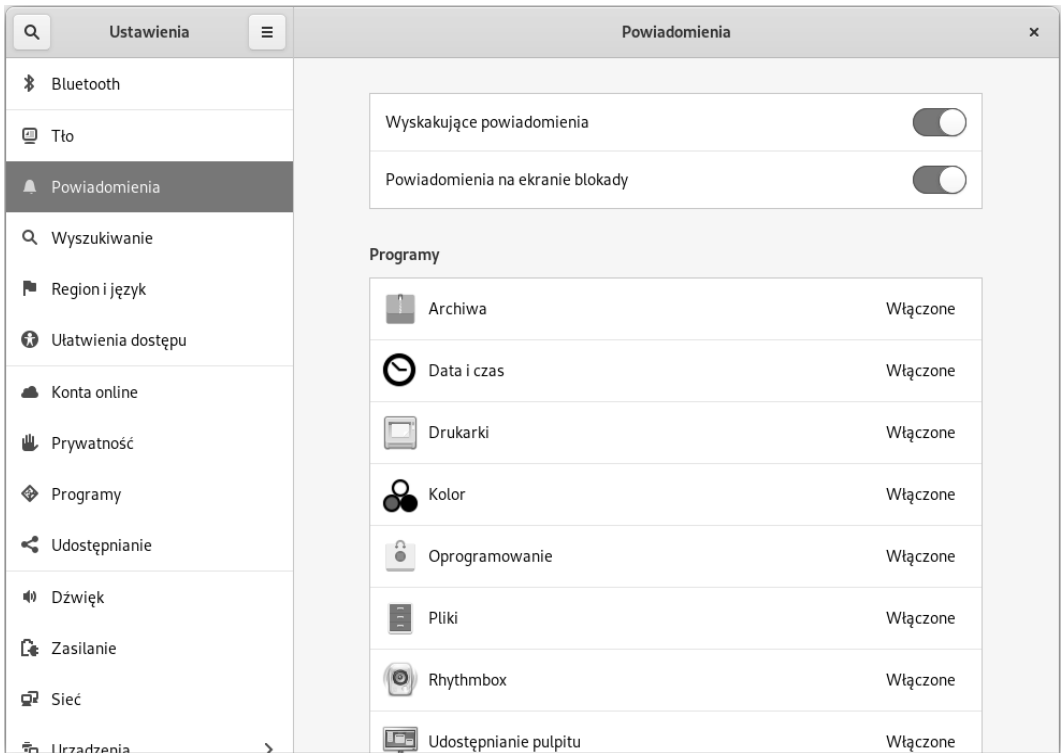 Ustawienia
Powiadomienia
Bluetooth
Tło
Powiadomienia
Wyszukiwanie
Region i język
Ułatwienia dostępu
Konta online
Prywatność
Programy
Udostępnianie
Dźwięk
Zasilanie
Sieć
Urządzenia
Wyskakujące powiadomienia
Powiadomienia na ekranie blokady
Programy
Archiwa Włączone
Data i czas Włączone
Drukarki Włączone
Kolor Włączone
Oprogramowanie Włączone
Pliki Włączone
Rhythmbox Włączone
Udostępnianie pulpitu Włączone